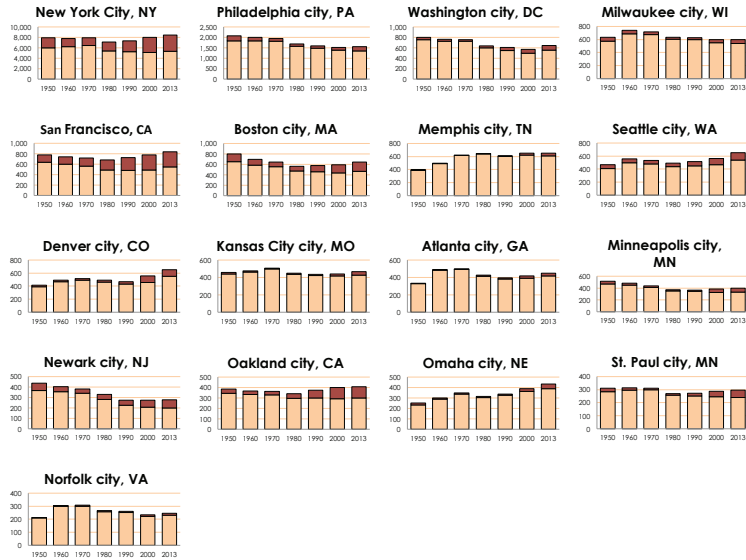 New York City, NY
12,000
10,000
8,000
6,000
4,000
2,000
0
1950 1960 1970 1980 1990 2000 2013
Philadelphia city, PA
2,500
2,000
1,500
1,000
500
0
1950 1960 1970 1980 1990 2000 2013
Washington city, DC
1,000
800
600
400
200
0
1950 1960 1970 1980 1990 2000 2013
Milwaukee city, WI
800
600
400
200
0
1950 1960 1970 1980 1990 2000 2013
San Francisco, CA
1,000
800
600
400
200
0
1950 1960 1970 1980 1990 2000 2013
Boston city, MA
1,000
800
600
400
200
0
1950 1960 1970 1980 1990 2000 2013
Memphis city, TN
800
600
400
200
0
1950 1960 1970 1980 1990 2000 2013
Seattle city, WA
800
600
400
200
0
1950 1960 1970 1980 1990 2000 2013
Denver city, CO
800
600
400
200
0
1950 1960 1970 1980 1990 2000 2013
Kansas City city, MO
600
400
200
0
1950 1960 1970 1980 1990 2000 2013
Atlanta city, GA
600
400
200
0
1950 1960 1970 1980 1990 2000 2013
Minneapolis city,
MN
600
400
200
0
1950 1960 1970 1980 1990 2000 2013
Newark city, NJ
500
400
300
200
100
0
1950 1960 1970 1980 1990 2000 2013
Oakland city, CA
500
400
300
200
100
0
1950 1960 1970 1980 1990 2000 2013
Omaha city, NE
500
400
300
200
100
0
1950 1960 1970 1980 1990 2000 2013
St. Paul city, MN
400
300
200
100
0
1950 1960 1970 1980 1990 2000 2013
Norfolk city, VA
400
300
200
100
0
1950 1960 1970 1980 1990 2000 2013